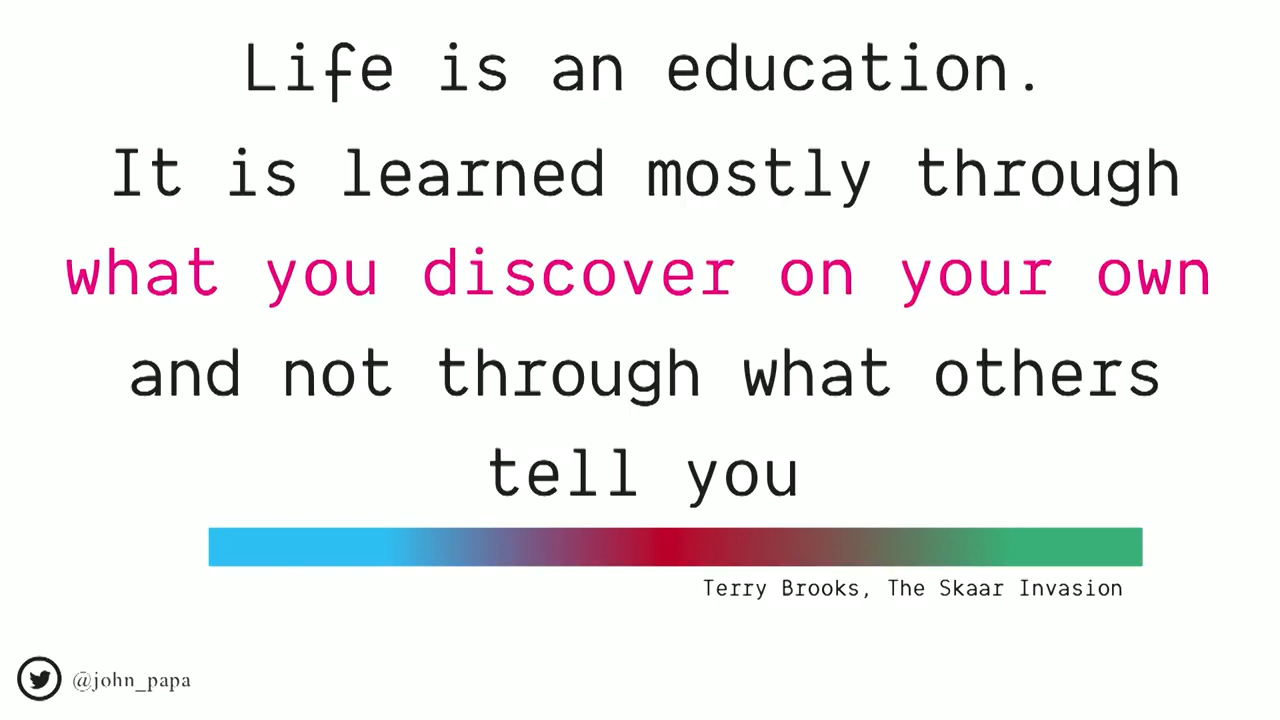 Life is an education.
It is learned mostly through
what you discover on your own
and not through what others
tell you
Terry Brooks, The Skaar Invasion
@john_papa